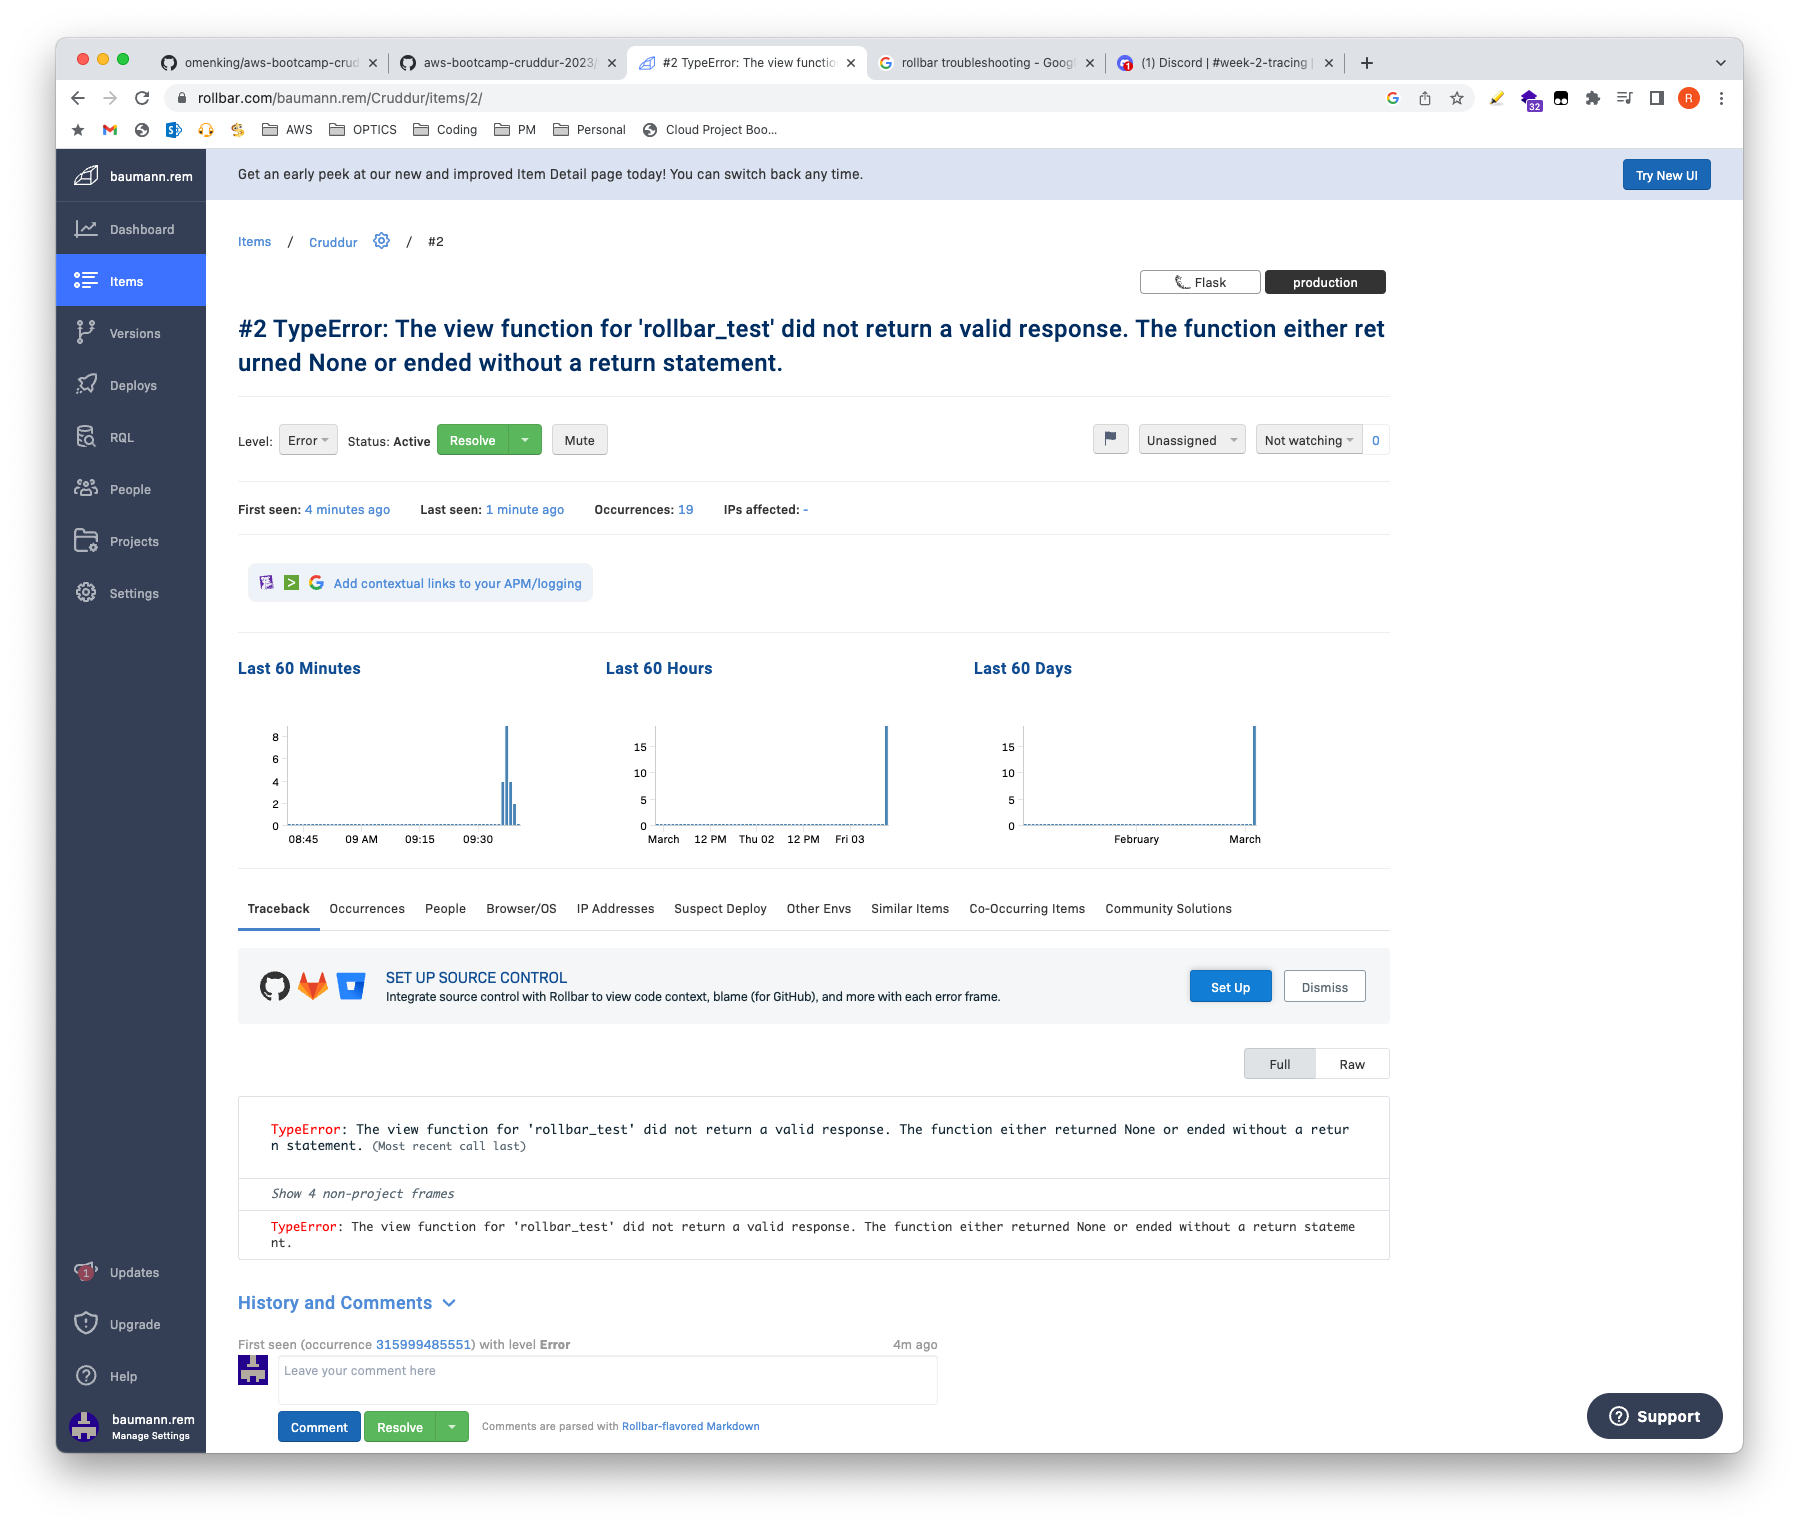 omenking/aws-bootcamp-crud
aws-bootcamp-cruddur-2023/
#2 TypeError: The view functio
rollbar troubleshooting - Goog
(1) Discord | #week-2-tracing |
rollbar.com/baumann.rem/Cruddur/items/2/
32
R
AWS
OPTICS
Coding
PM
Personal
Cloud Project Boo...
baumann.rem
Get an early peek at our new and improved Item Detail page today! You can switch back any time.
Try New UI
Dashboard
Items
Versions
Deploys
RQL
People
Projects
Settings
Items / Cruddur / #2
Flask
production
#2 TypeError: The view function for 'rollbar_test' did not return a valid response. The function either ret
urned None or ended without a return statement.
Level: Error Status: Active Resolve Mute
Unassigned Not watching 0
First seen: 4 minutes ago Last seen: 1 minute ago Occurrences: 19 IPs affected: -
Add contextual links to your APM/logging
Last 60 Minutes
8
6
4
2
0
08:45 09 AM 09:15 09:30
Last 60 Hours
15
10
5
0
March 12 PM Thu 02 12 PM Fri 03
Last 60 Days
15
10
5
0
February March
Traceback Occurrences People Browser/OS IP Addresses Suspect Deploy Other Envs Similar Items Co-Occurring Items Community Solutions
SET UP SOURCE CONTROL
Integrate source control with Rollbar to view code context, blame (for GitHub), and more with each error frame.
Set Up
Dismiss
Full Raw
TypeError: The view function for 'rollbar_test' did not return a valid response. The function either returned None or ended without a retur
n statement. (Most recent call last)
Show 4 non-project frames
TypeError: The view function for 'rollbar_test' did not return a valid response. The function either returned None or ended without a return stateme
nt.
History and Comments
First seen (occurrence 315999485551) with level Error 4m ago
Leave your comment here
Comment Resolve Comments are parsed with Rollbar-flavored Markdown
1
Updates
Upgrade
Help
baumann.rem
Manage Settings
Support